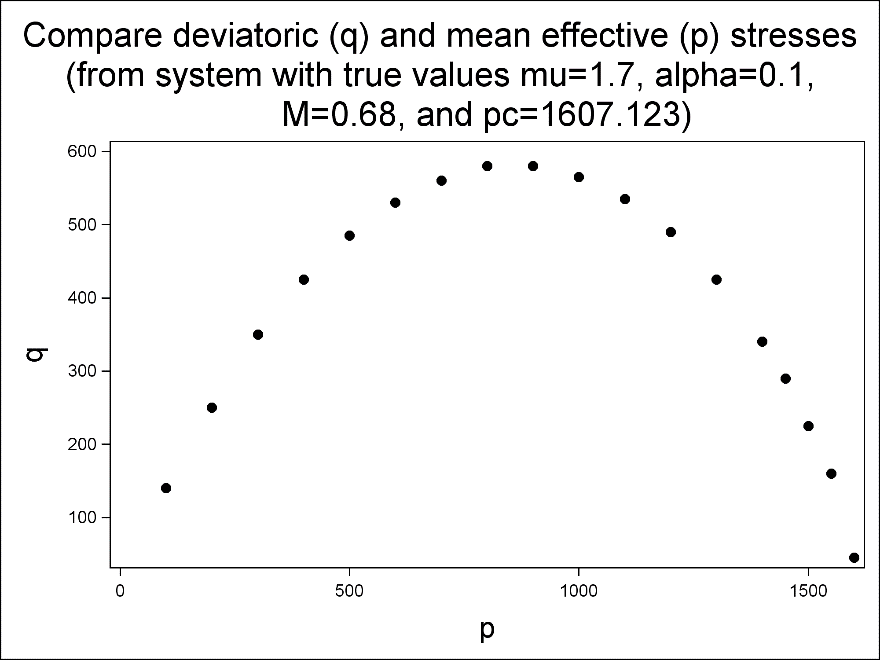 Compare deviatoric (q) and mean effective (p) stresses
(from system with true values mu=1.7, alpha=0.1,
M=0.68, and pc=1607.123)
600
500
400
300
200
100
q
0 500 1000 1500
p